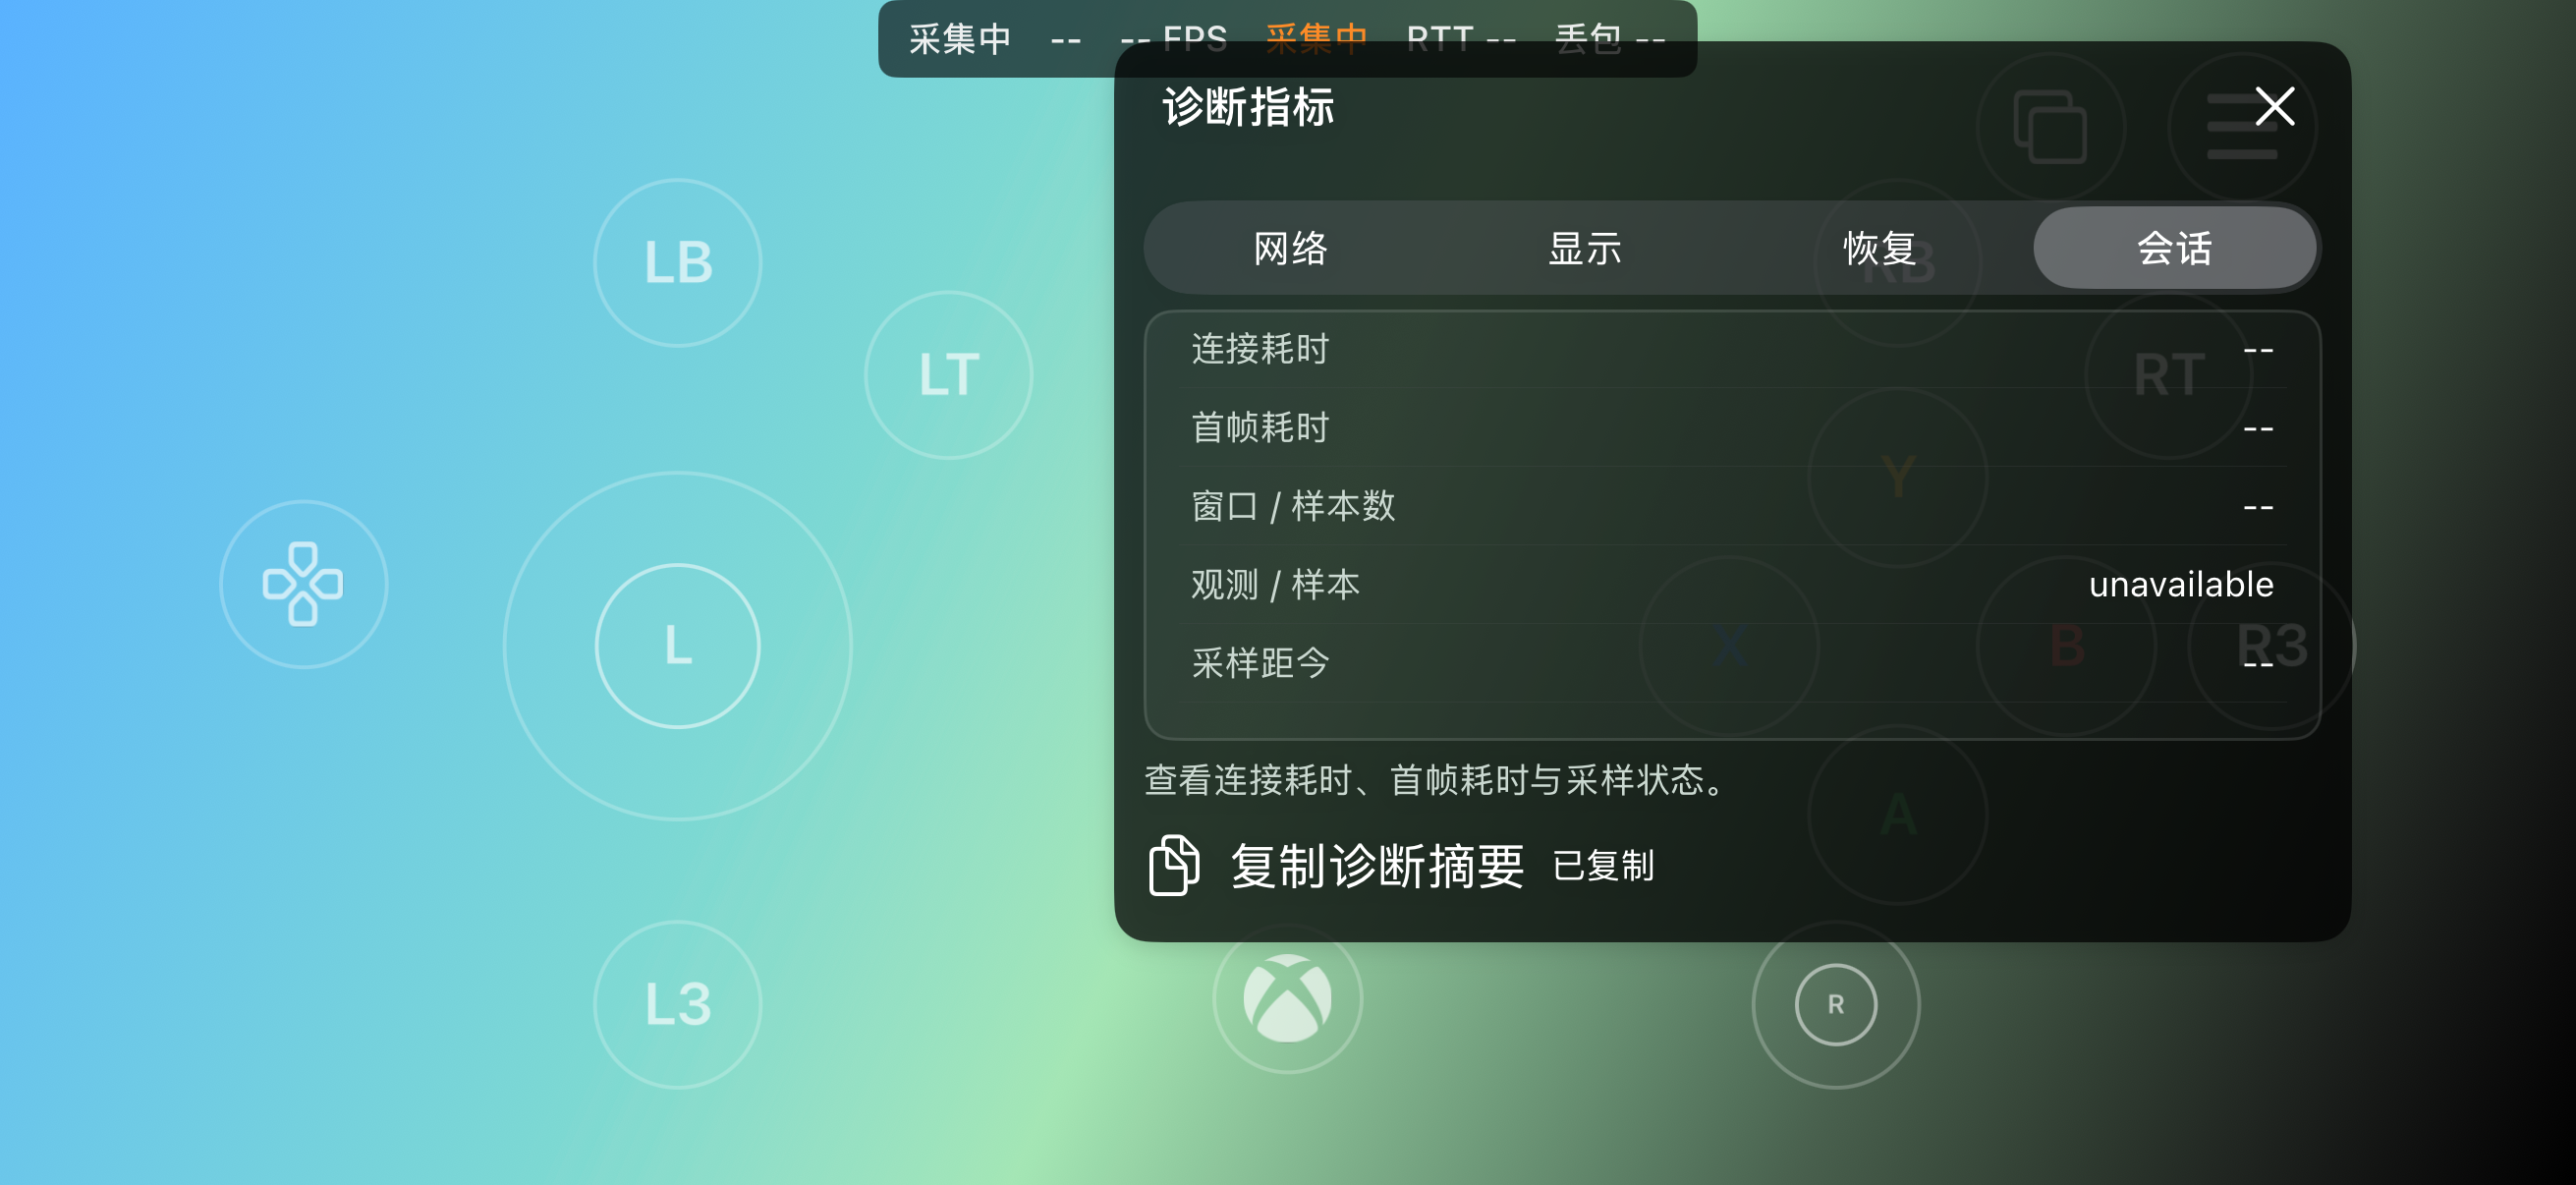 采集中 -- -- FPS 采集中 RTT -- 丢包 --
诊断指标
网络 显示 恢复 会话
连接耗时 --
首帧耗时 --
窗口 / 样本数 --
观测 / 样本 unavailable
采样距今 --
查看连接耗时、首帧耗时与采样状态。
复制诊断摘要 已复制
LB
LT
L
L3
RB
RT
Y
X
B
R3
A
R